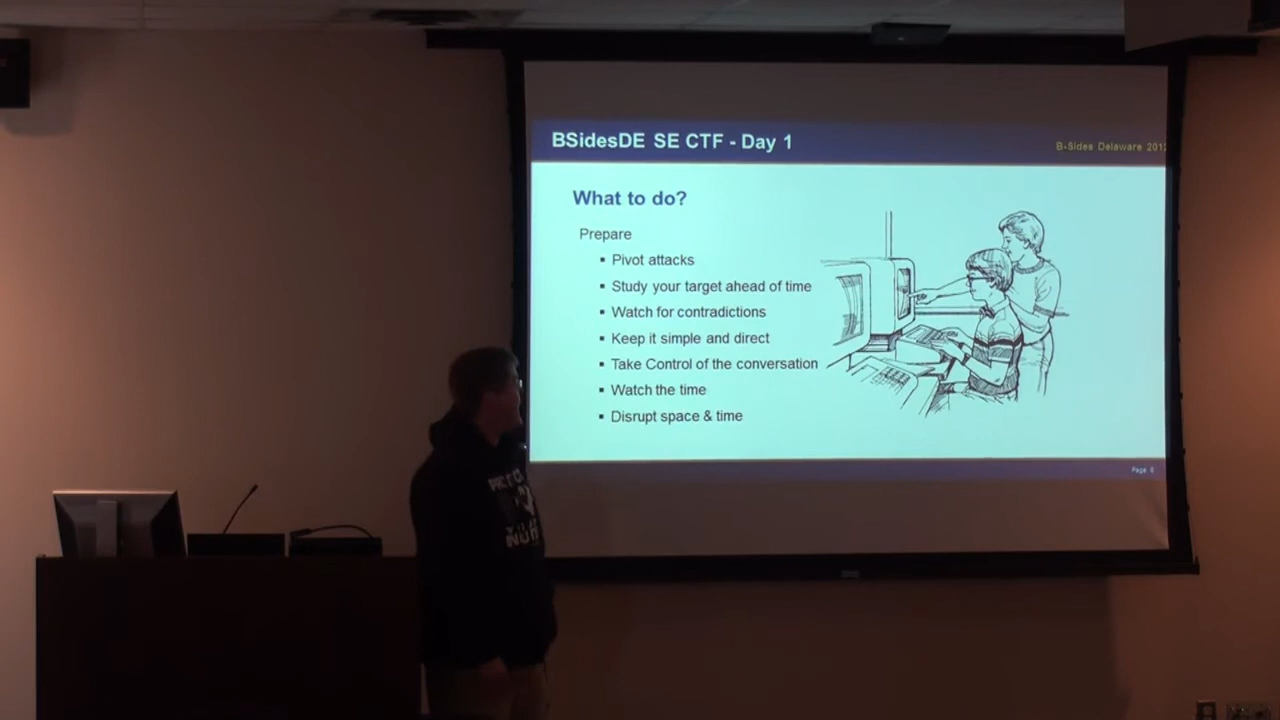 BSidesDE SE CTF - Day 1
B-Sides Delaware 201
What to do?
Prepare
▪ Pivot attacks
▪ Study your target ahead of time
▪ Watch for contradictions
▪ Keep it simple and direct
▪ Take Control of the conversation
▪ Watch the time
▪ Disrupt space & time
Page